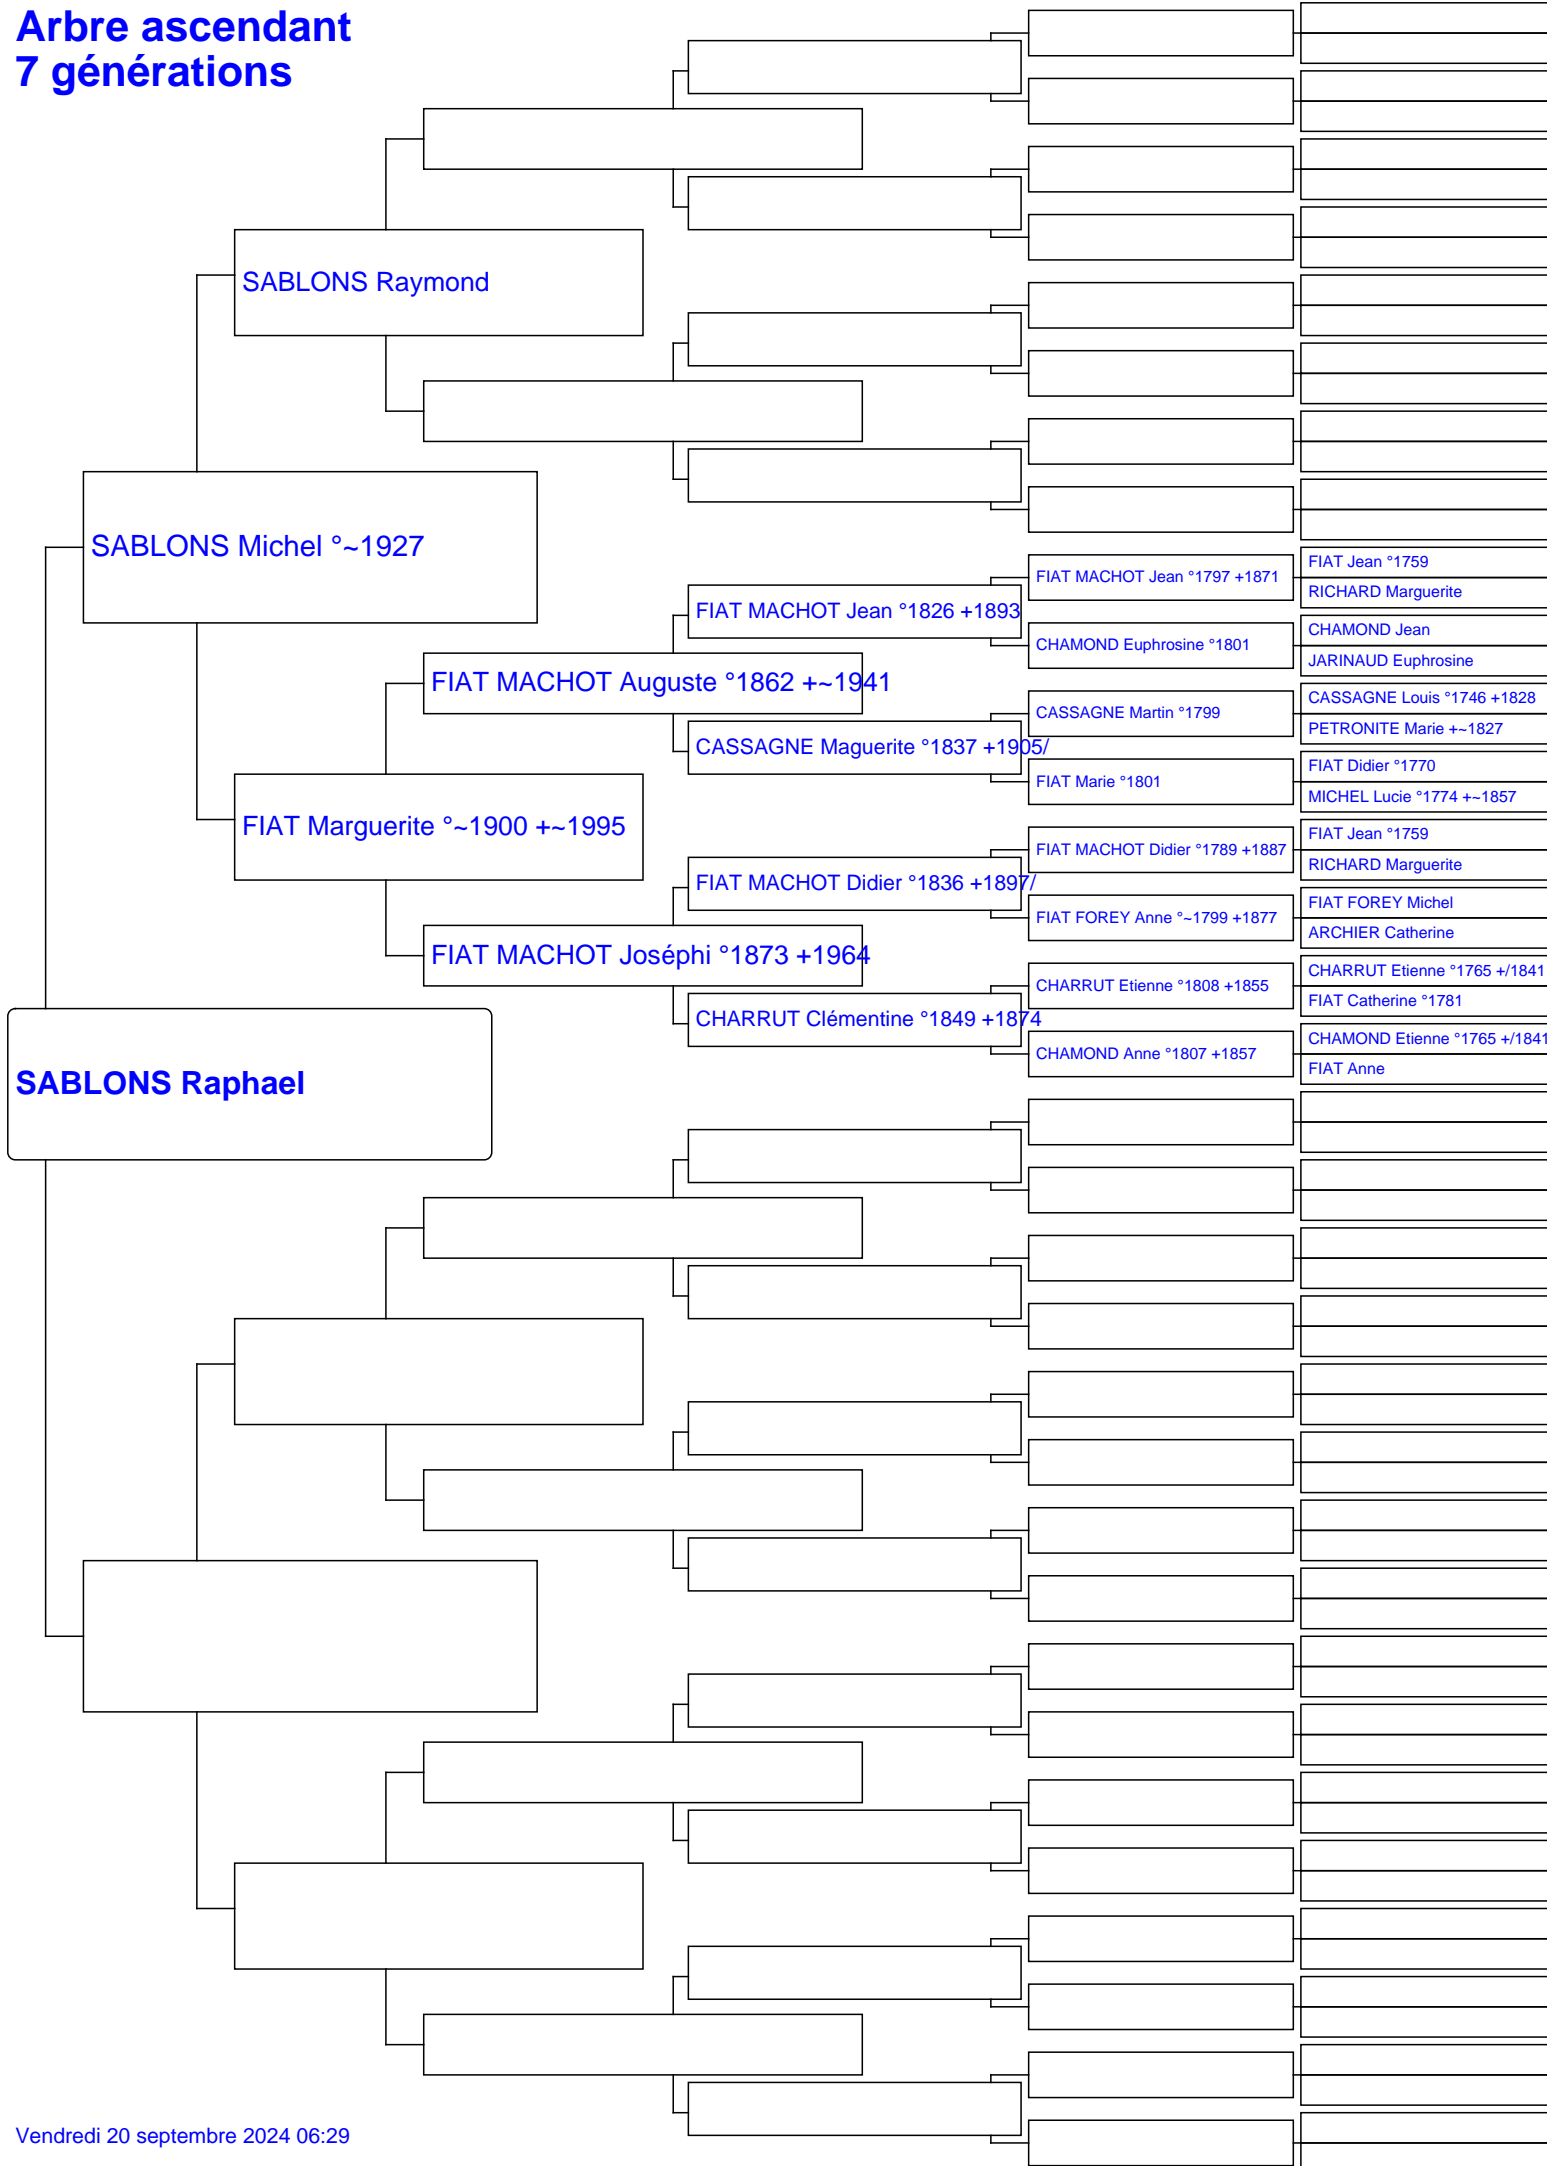 Arbre ascendant
7 générations
SABLONS Raymond
SABLONS Michel °~1927
FIAT MACHOT Jean °1797 +1871
FIAT Jean °1759
RICHARD Marguerite
FIAT MACHOT Jean °1826 +1893
CHAMOND Euphrosine °1801
CHAMOND Jean
JARINAUD Euphrosine
FIAT MACHOT Auguste °1862 +~1941
CASSAGNE Martin °1799
CASSAGNE Louis °1746 +1828
PETRONITE Marie +~1827
CASSAGNE Maguerite °1837 +1905/
FIAT Marie °1801
FIAT Didier °1770
MICHEL Lucie °1774 +~1857
FIAT Marguerite °~1900 +~1995
FIAT MACHOT Didier °1789 +1887
FIAT Jean °1759
RICHARD Marguerite
FIAT MACHOT Didier °1836 +1897/
FIAT FOREY Anne °~1799 +1877
FIAT FOREY Michel
ARCHIER Catherine
FIAT MACHOT Joséphi °1873 +1964
CHARRUT Etienne °1808 +1855
CHARRUT Etienne °1765 +/1841
FIAT Catherine °1781
CHARRUT Clémentine °1849 +1874
CHAMOND Anne °1807 +1857
CHAMOND Etienne °1765 +/1841
FIAT Anne
SABLONS Raphael
Vendredi 20 septembre 2024 06:29